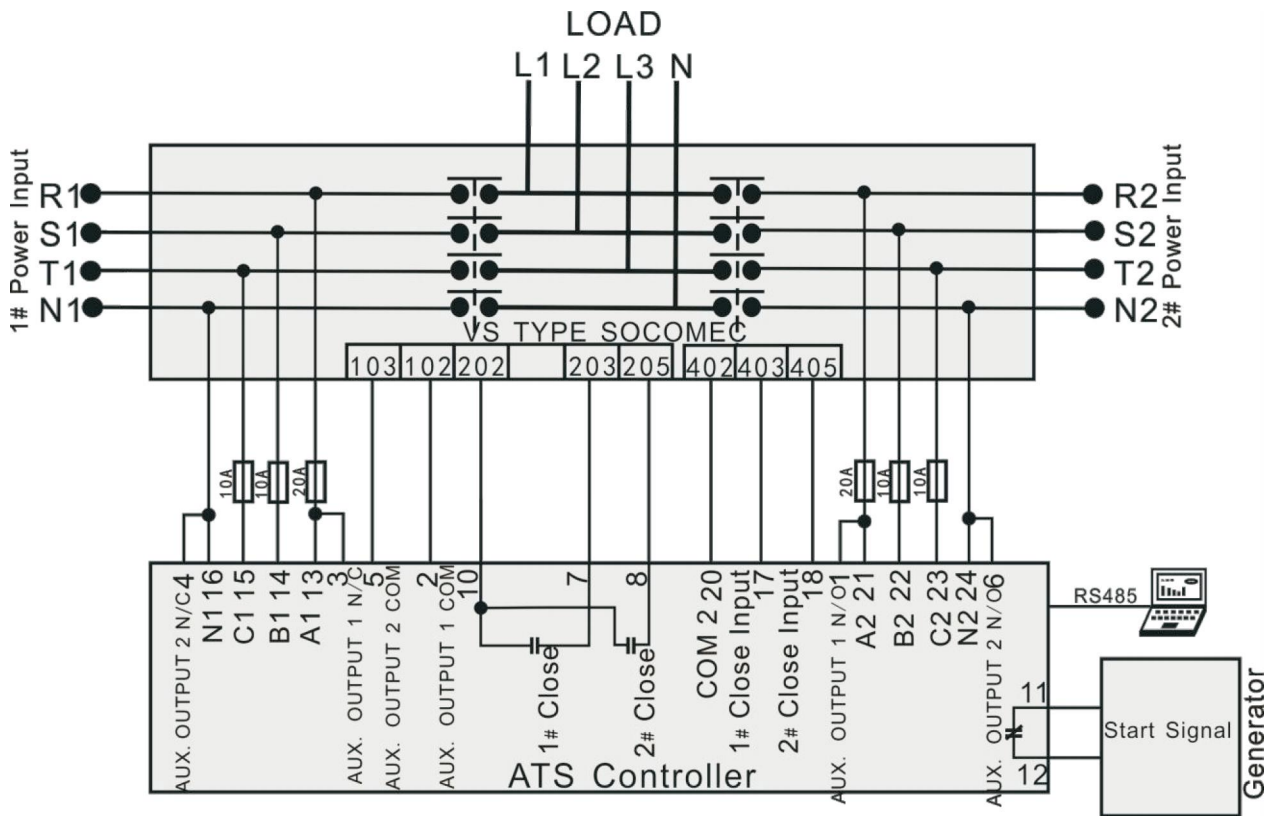 LOAD
L1 L2 L3 N
1# Power Input
R1
S1
T1
N1
R2
S2
T2
N2
2# Power Input
VS TYPE SOCOMEC
103 102 202 203 205 402 403 405
10A
10A
20A
20A
10A
10A
AUX. OUTPUT 2 N/C4
N1 16
C1 15
B1 14
A1 13
AUX. OUTPUT 1 N/C 3
AUX. OUTPUT 2 COM 5
AUX. OUTPUT 1 COM 2
10
7
8
1# Close
2# Close
COM 2 20
1# Close Input 17
2# Close Input 18
AUX. OUTPUT 1 N/O1
A2 21
B2 22
C2 23
N2 24
AUX. OUTPUT 2 N/O6
11
12
RS485
Start Signal
Generator
ATS Controller